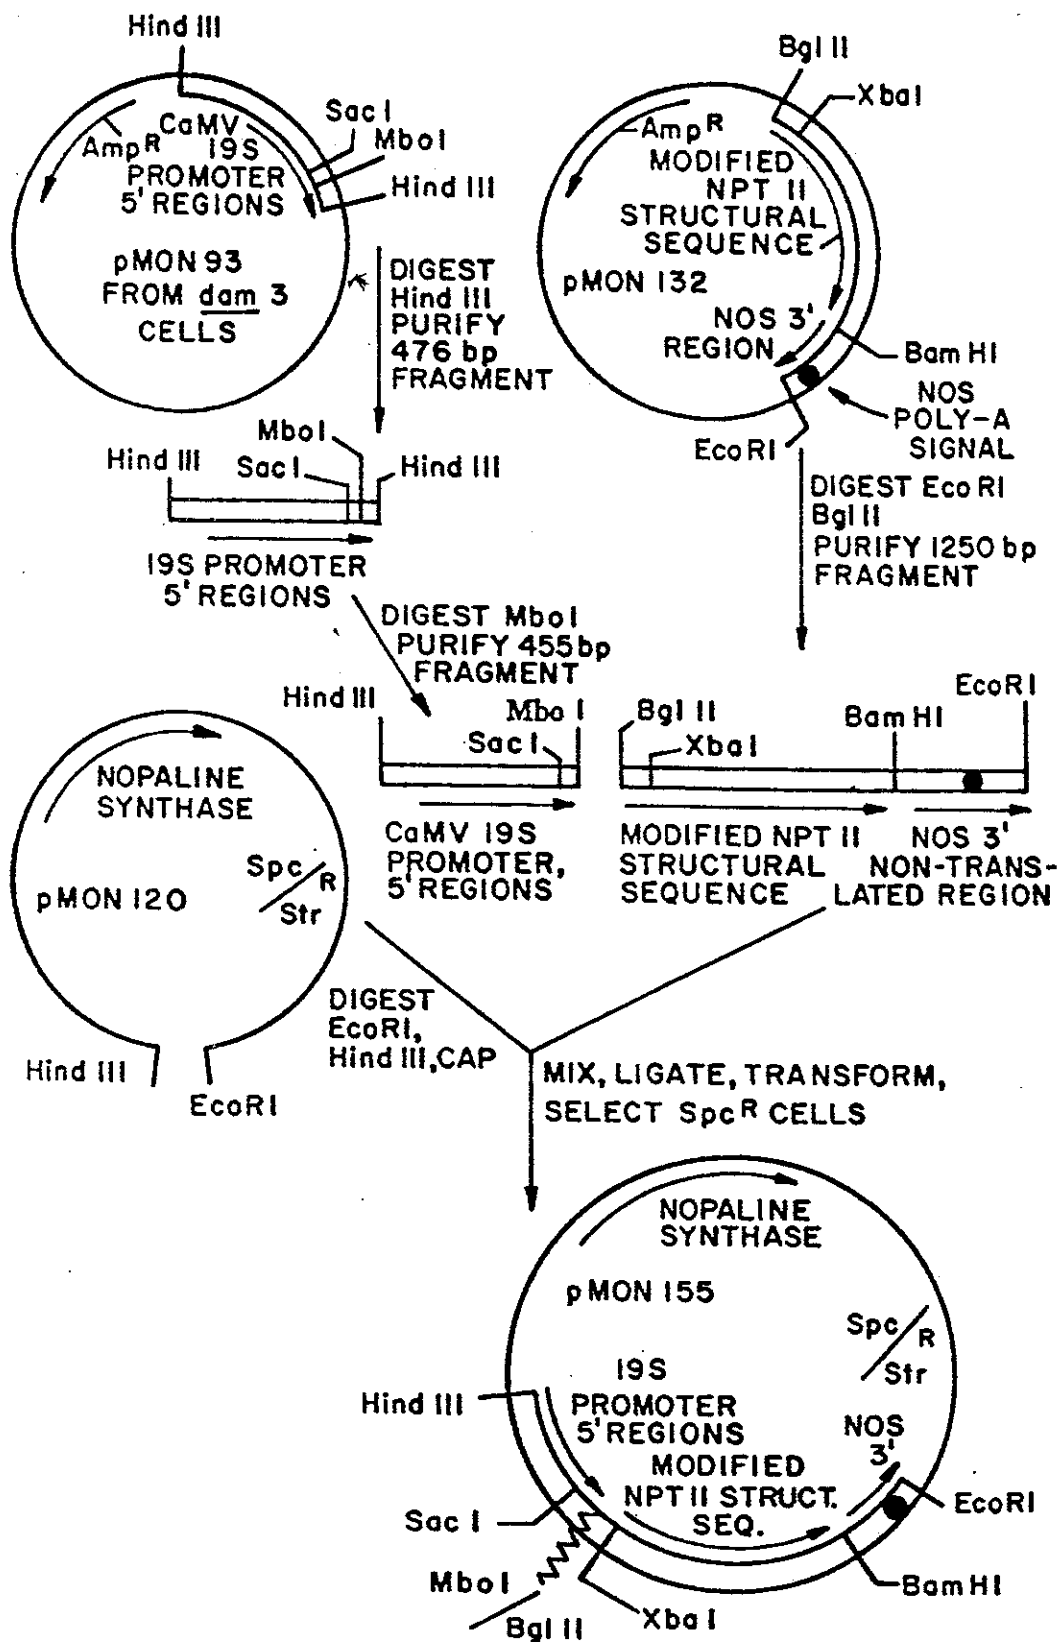 Hind III
CaMV
19S
PROMOTER
5' REGIONS
Amp R
Sac I
MboI
Hind III
pMON 93
FROM dam 3
CELLS
DIGEST
Hind III
PURIFY
476 bp
FRAGMENT
Bgl II
XbaI
Amp R
MODIFIED
NPT II
STRUCTURAL
SEQUENCE
pMON 132
NOS 3'
REGION
Bam HI
NOS
POLY-A
SIGNAL
EcoRI
DIGEST Eco RI
Bgl II
PURIFY 1250 bp
FRAGMENT
Hind III
MboI
Sac I
Hind III
19S PROMOTER
5' REGIONS
DIGEST MboI
PURIFY 455bp
FRAGMENT
Hind III
Mbo I
Sac I
Bgl II
XbaI
Bam HI
EcoRI
CaMV 19S
PROMOTER,
5' REGIONS
MODIFIED NPT II
STRUCTURAL
SEQUENCE
NOS 3'
NON-TRANS-
LATED REGION
NOPALINE
SYNTHASE
pMON 120
Spc R
Str
Hind III
EcoRI
DIGEST
EcoRI,
Hind III, CAP
MIX, LIGATE, TRANSFORM,
SELECT Spc R CELLS
NOPALINE
SYNTHASE
pMON 155
Spc R
Str
Hind III
19S
PROMOTER
5' REGIONS
MODIFIED
NPT II STRUCT.
SEQ.
NOS
3'
EcoRI
Sac I
MboI
Bgl II
Xba I
Bam HI